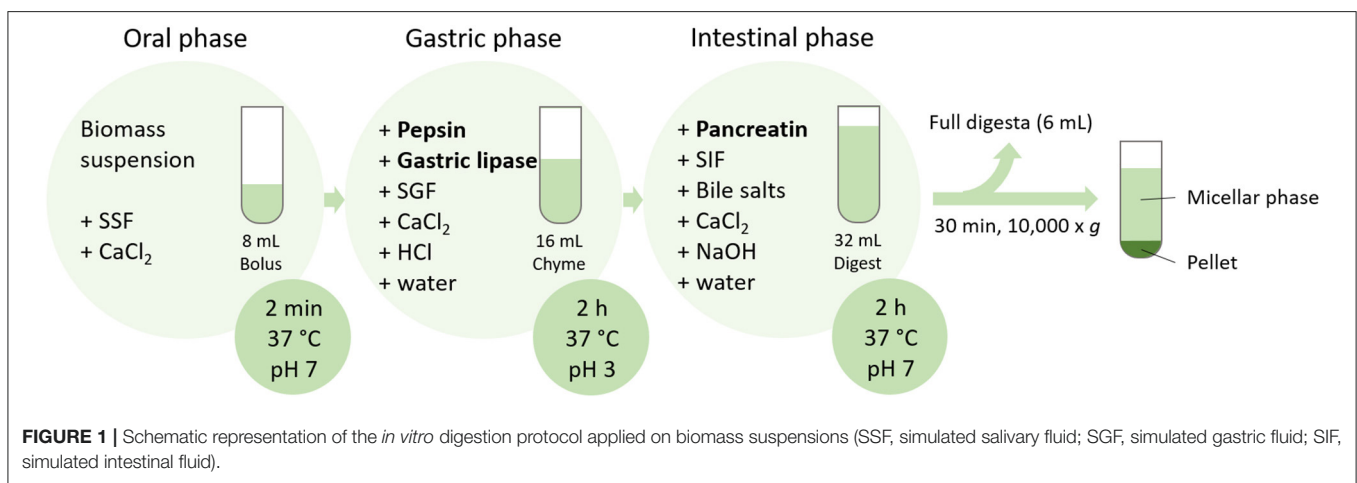 Oral phase
Biomass
suspension
+ SSF
+ CaCl₂
8 mL
Bolus
2 min
37 °C
pH 7
Gastric phase
+ Pepsin
+ Gastric lipase
+ SGF
+ CaCl₂
+ HCl
+ water
16 mL
Chyme
2 h
37 °C
pH 3
Intestinal phase
+ Pancreatin
+ SIF
+ Bile salts
+ CaCl₂
+ NaOH
+ water
32 mL
Digest
2 h
37 °C
pH 7
Full digesta (6 mL)
30 min, 10,000 x g
Micellar phase
Pellet
FIGURE 1 | Schematic representation of the in vitro digestion protocol applied on biomass suspensions (SSF, simulated salivary fluid; SGF, simulated gastric fluid; SIF,
simulated intestinal fluid).